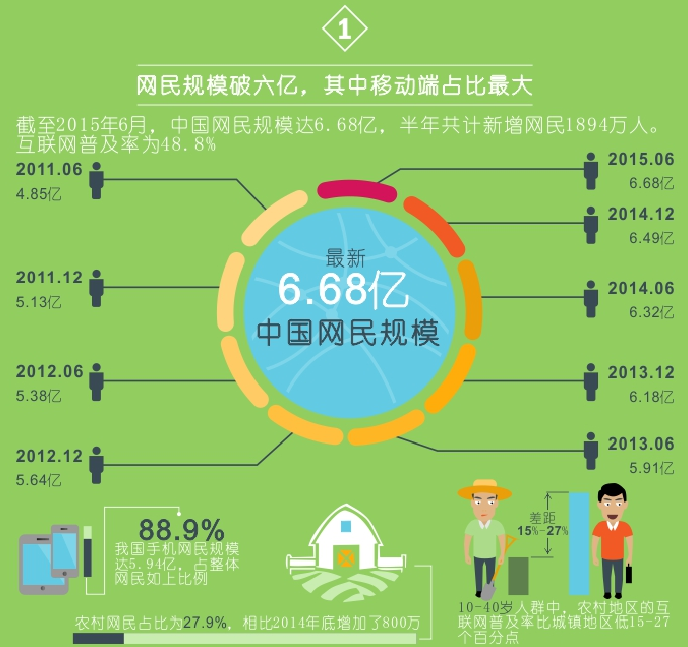 1
网民规模破六亿，其中移动端占比最大
截至2015年6月，中国网民规模达6.68亿，半年共计新增网民1894万人。
互联网普及率为48.8%
2011.06
4.85亿
2011.12
5.13亿
2012.06
5.38亿
2012.12
5.64亿
最新
6.68亿
中国网民规模
2015.06
6.68亿
2014.12
6.49亿
2014.06
6.32亿
2013.12
6.18亿
2013.06
5.91亿
88.9%
我国手机网民规模
达5.94亿，占整体
网民如上比例
农村网民占比为27.9%，相比2014年底增加了800万
差距
15%-27%
10-40岁人群中，农村地区的互
联网普及率比城镇地区低15-27
个百分点